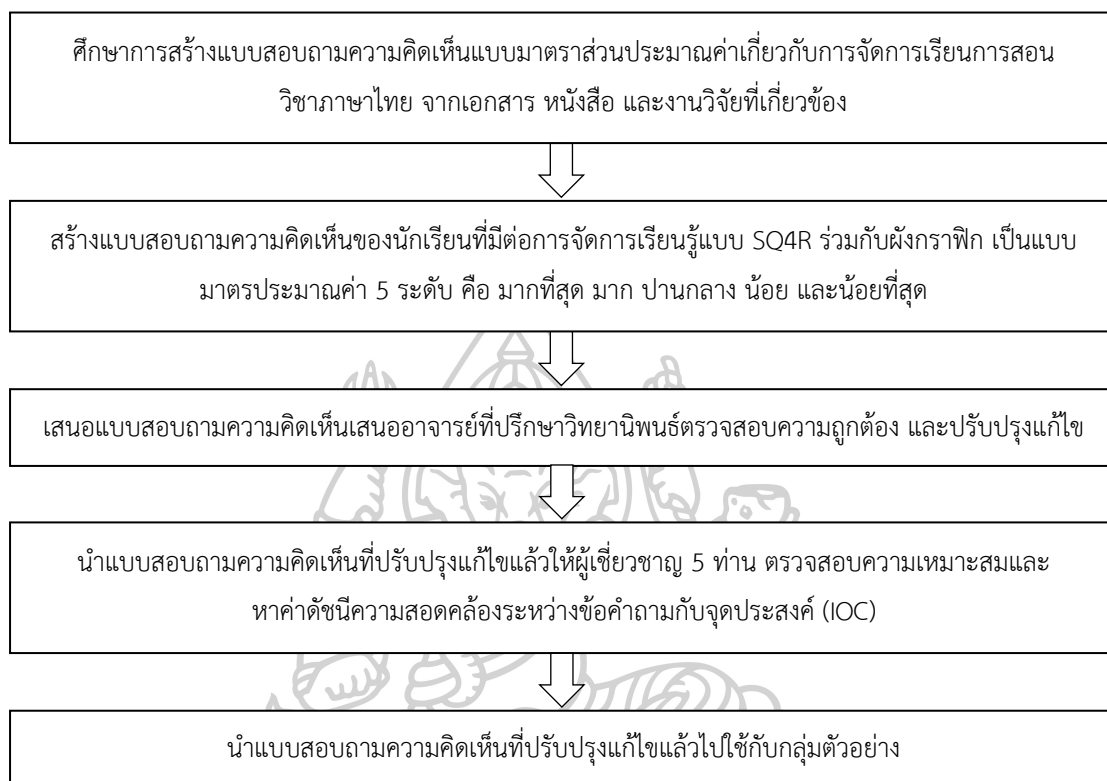 ศึกษาการสร้างแบบสอบถามความคิดเห็นแบบมาตราส่วนประมาณค่าเกี่ยวกับการจัดการเรียนการสอน
วิชาภาษาไทย จากเอกสาร หนังสือ และงานวิจัยที่เกี่ยวข้อง
สร้างแบบสอบถามความคิดเห็นของนักเรียนที่มีต่อการจัดการเรียนรู้แบบ SQ4R ร่วมกับผังกราฟิก เป็นแบบ
มาตรประมาณค่า 5 ระดับ คือ มากที่สุด มาก ปานกลาง น้อย และน้อยที่สุด
เสนอแบบสอบถามความคิดเห็นเสนออาจารย์ที่ปรึกษาวิทยานิพนธ์ตรวจสอบความถูกต้อง และปรับปรุงแก้ไข
นำแบบสอบถามความคิดเห็นที่ปรับปรุงแก้ไขแล้วให้ผู้เชี่ยวชาญ 5 ท่าน ตรวจสอบความเหมาะสมและ
หาค่าดัชนีความสอดคล้องระหว่างข้อคำถามกับจุดประสงค์ (IOC)
นำแบบสอบถามความคิดเห็นที่ปรับปรุงแก้ไขแล้วไปใช้กับกลุ่มตัวอย่าง